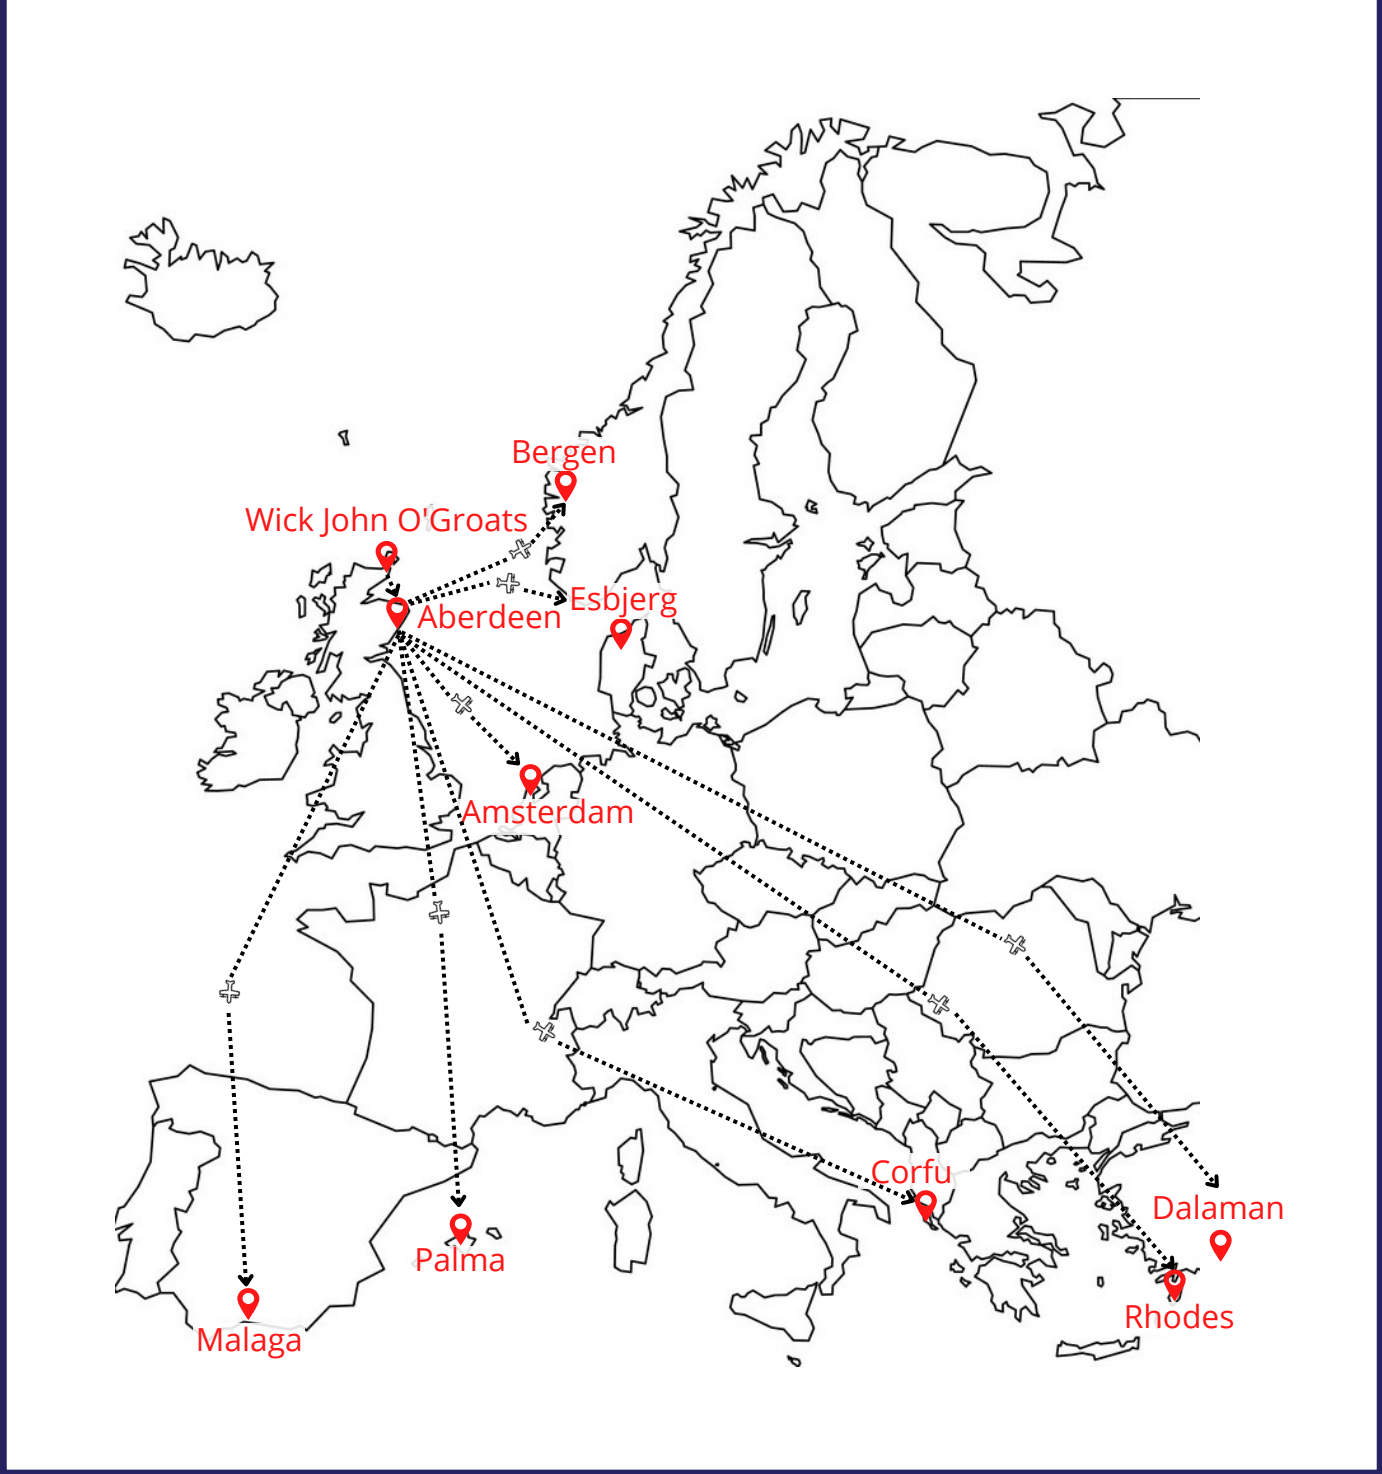 Bergen
Wick John O'Groats
Esbjerg
Aberdeen
Amsterdam
Corfu
Dalaman
Palma
Rhodes
Malaga